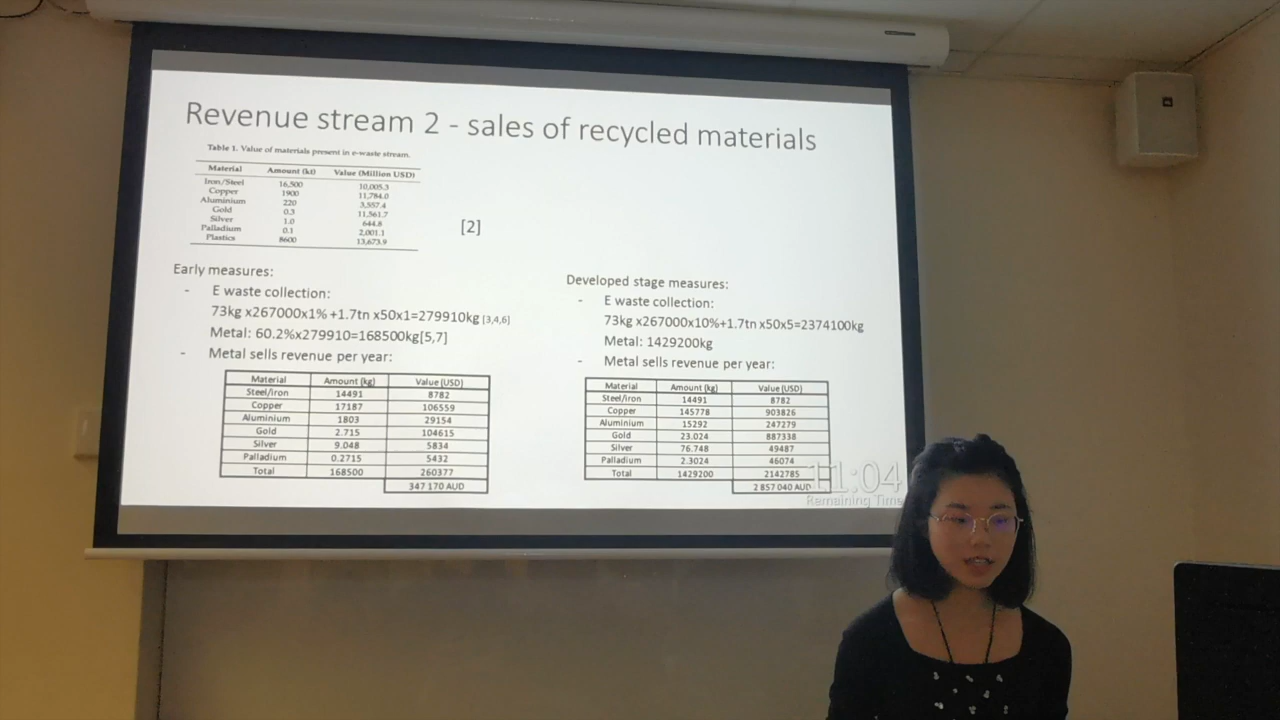 Revenue stream 2 - sales of recycled materials
Table 1. Value of materials present in e-waste stream.
Material Amount (kt) Value (Million USD)
Iron/Steel 16,500 10,005.3
Copper 1900 11,784.0
Aluminium 220 3,557.4
Gold 0.3 11,561.7
Silver 1.0 644.8
Palladium 0.1 2,001.1
Plastics 8600 13,673.9
[2]
Early measures:
- E waste collection:
73kg x267000x1% +1.7tn x50x1=279910kg [3,4,6]
Metal: 60.2%x279910=168500kg[5,7]
- Metal sells revenue per year:
Material Amount (kg) Value (USD)
Steel/iron 14491 8782
Copper 17187 106559
Aluminium 1803 29154
Gold 2.715 104615
Silver 9.048 5834
Palladium 0.2715 5432
Total 168500 260377
347 170 AUD
Developed stage measures:
- E waste collection:
73kg x267000x10%+1.7tn x50x5=2374100kg
Metal: 1429200kg
- Metal sells revenue per year:
Material Amount (kg) Value (USD)
Steel/iron 14491 8782
Copper 145778 903826
Aluminium 15292 247279
Gold 23.024 887338
Silver 76.748 49487
Palladium 2.3024 46074
Total 1429200 2142785
2 857 040 AUD
11:04
Remaining Time